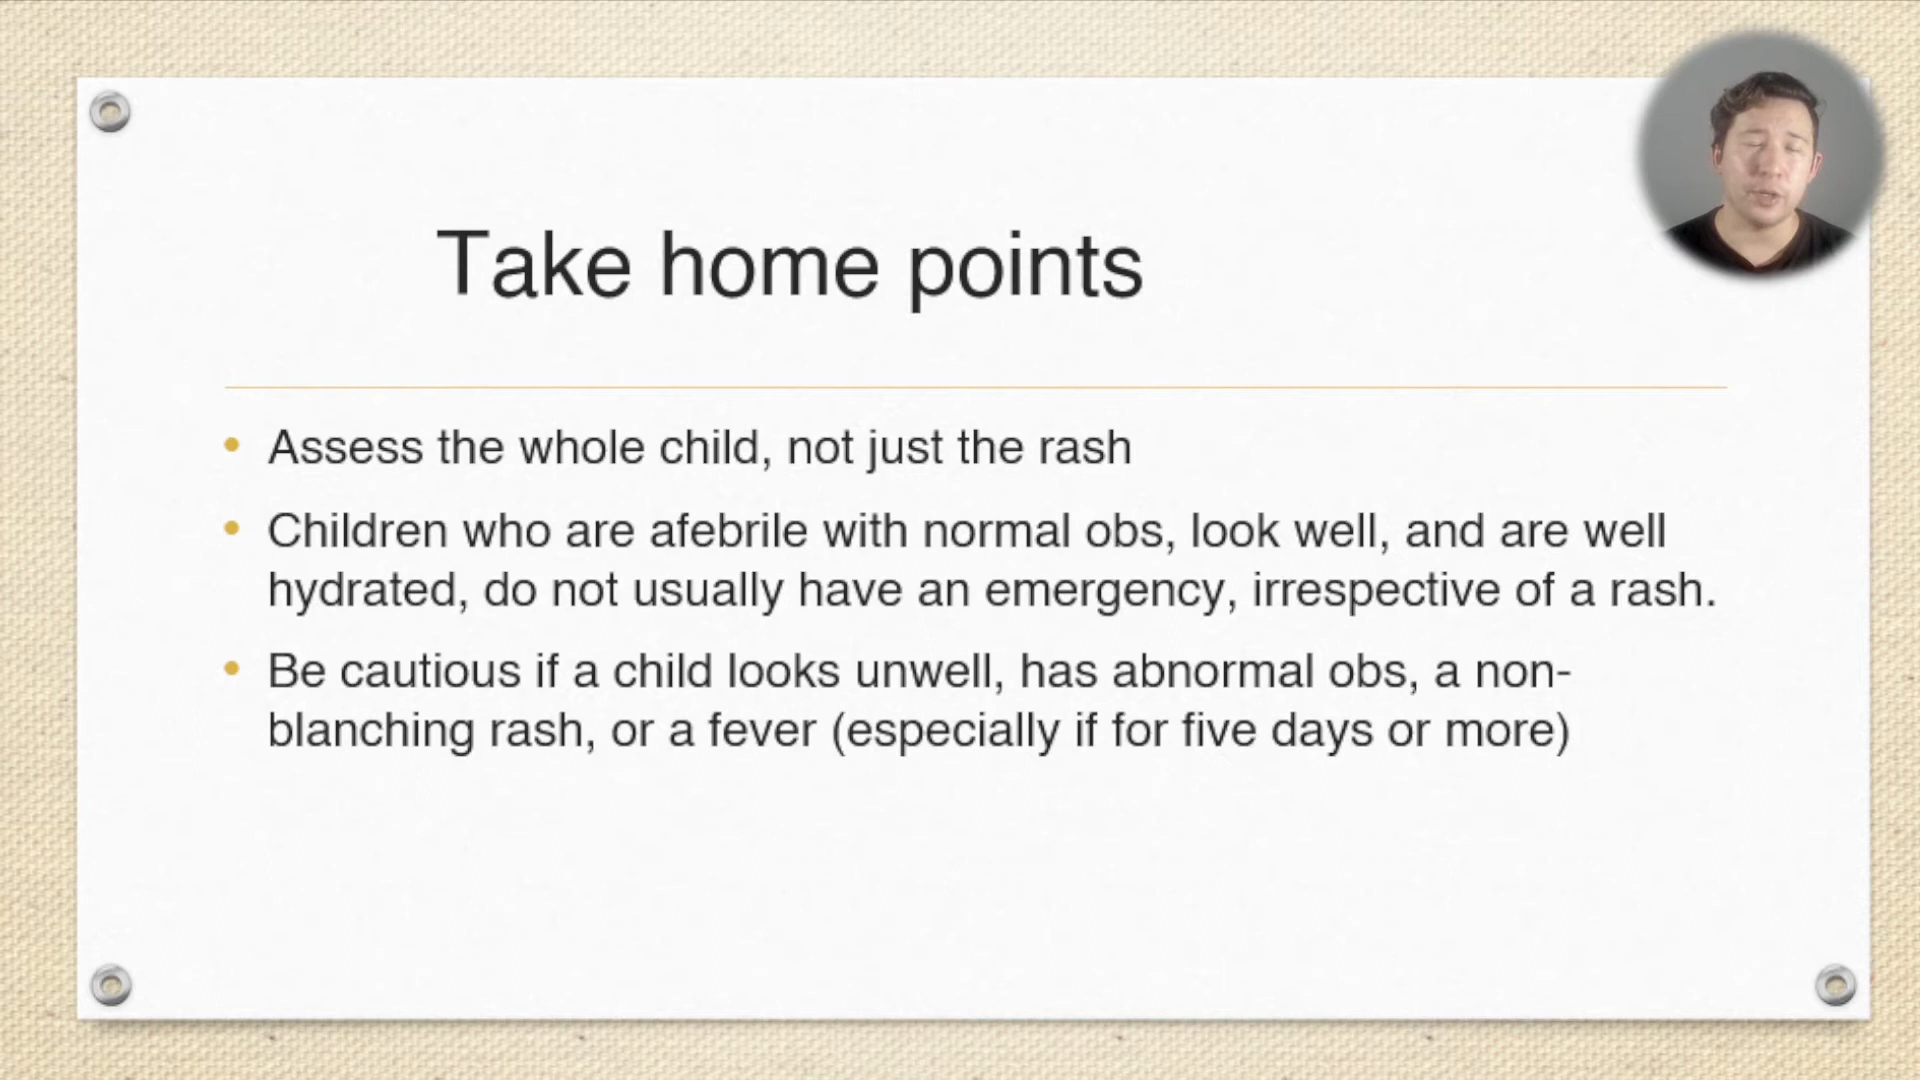 Take home points
• Assess the whole child, not just the rash
• Children who are afebrile with normal obs, look well, and are well
hydrated, do not usually have an emergency, irrespective of a rash.
• Be cautious if a child looks unwell, has abnormal obs, a non-
blanching rash, or a fever (especially if for five days or more)